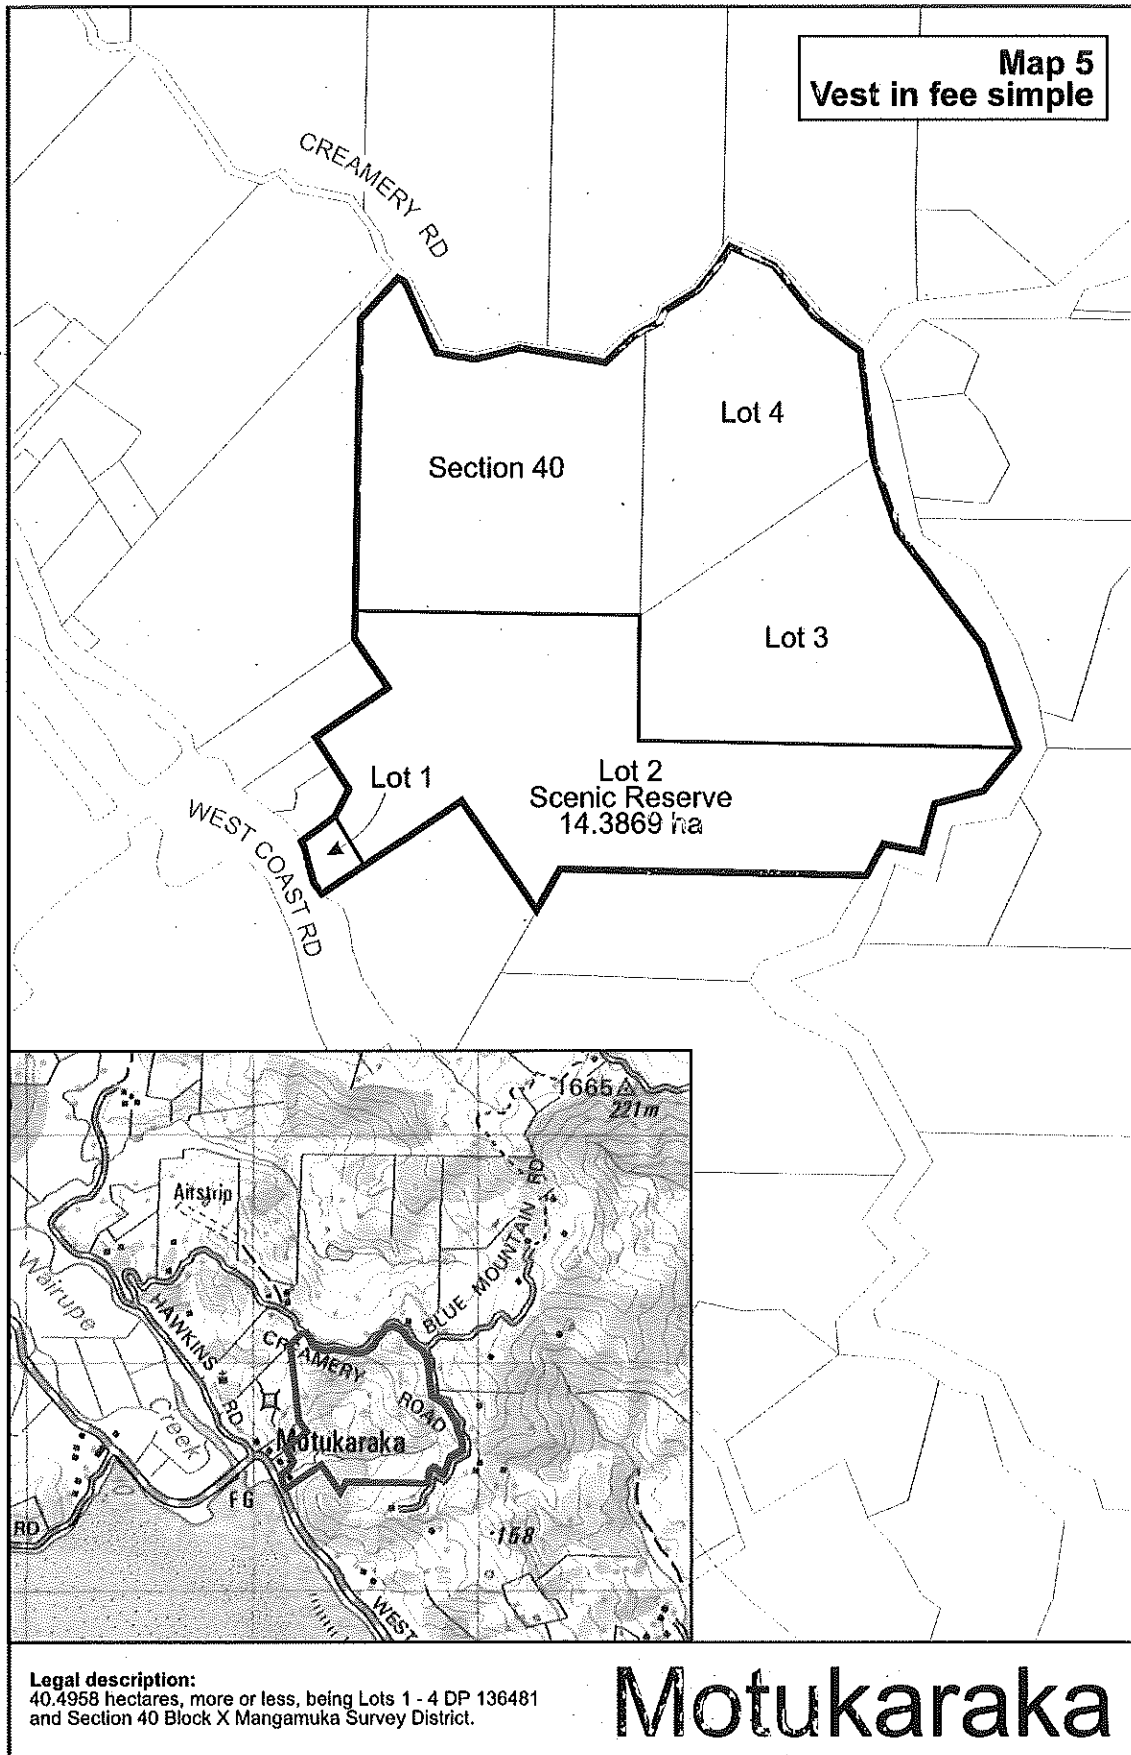 Map 5
Vest in fee simple
CREAMERY RD
Lot 4
Section 40
Lot 3
Lot 1
Lot 2
Scenic Reserve
14.3869 ha
WEST COAST RD
1665
221m
Airstrip
BLUE MOUNTAIN RD
Wairupe
Creek
HAWKINS RD
CREAMERY ROAD
Motukaraka
FG
RD
158
WEST
Legal description:
40.4958 hectares, more or less, being Lots 1 - 4 DP 136481
and Section 40 Block X Mangamuka Survey District.
Motukaraka